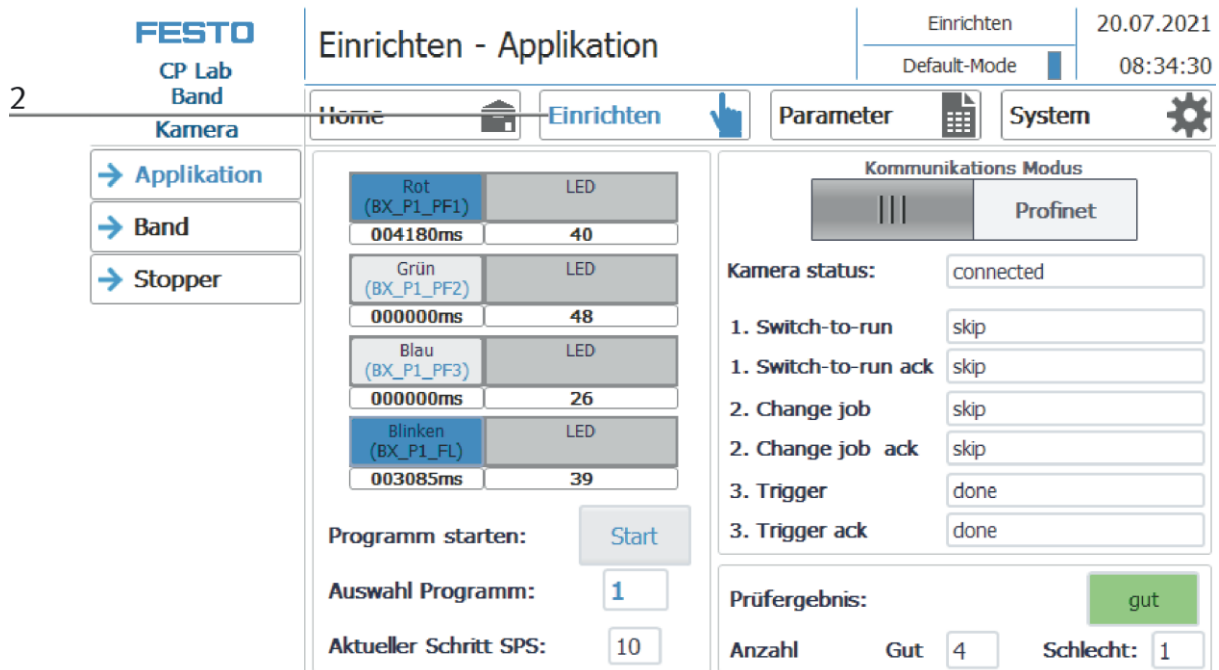 FESTO
CP Lab
Band
Kamera
Einrichten - Applikation
Einrichten
Default-Mode
20.07.2021
08:34:30
2
Home
Einrichten
Parameter
System
Applikation
Band
Stopper
Rot
(BX_P1_PF1)
LED
004180ms
40
Grün
(BX_P1_PF2)
LED
000000ms
48
Blau
(BX_P1_PF3)
LED
000000ms
26
Blinken
(BX_P1_FL)
LED
003085ms
39
Programm starten:
Start
Auswahl Programm:
1
Aktueller Schritt SPS:
10
Kommunikations Modus
Profinet
Kamera status:
connected
1. Switch-to-run
skip
1. Switch-to-run ack
skip
2. Change job
skip
2. Change job ack
skip
3. Trigger
done
3. Trigger ack
done
Prüfergebnis:
gut
Anzahl Gut 4 Schlecht: 1